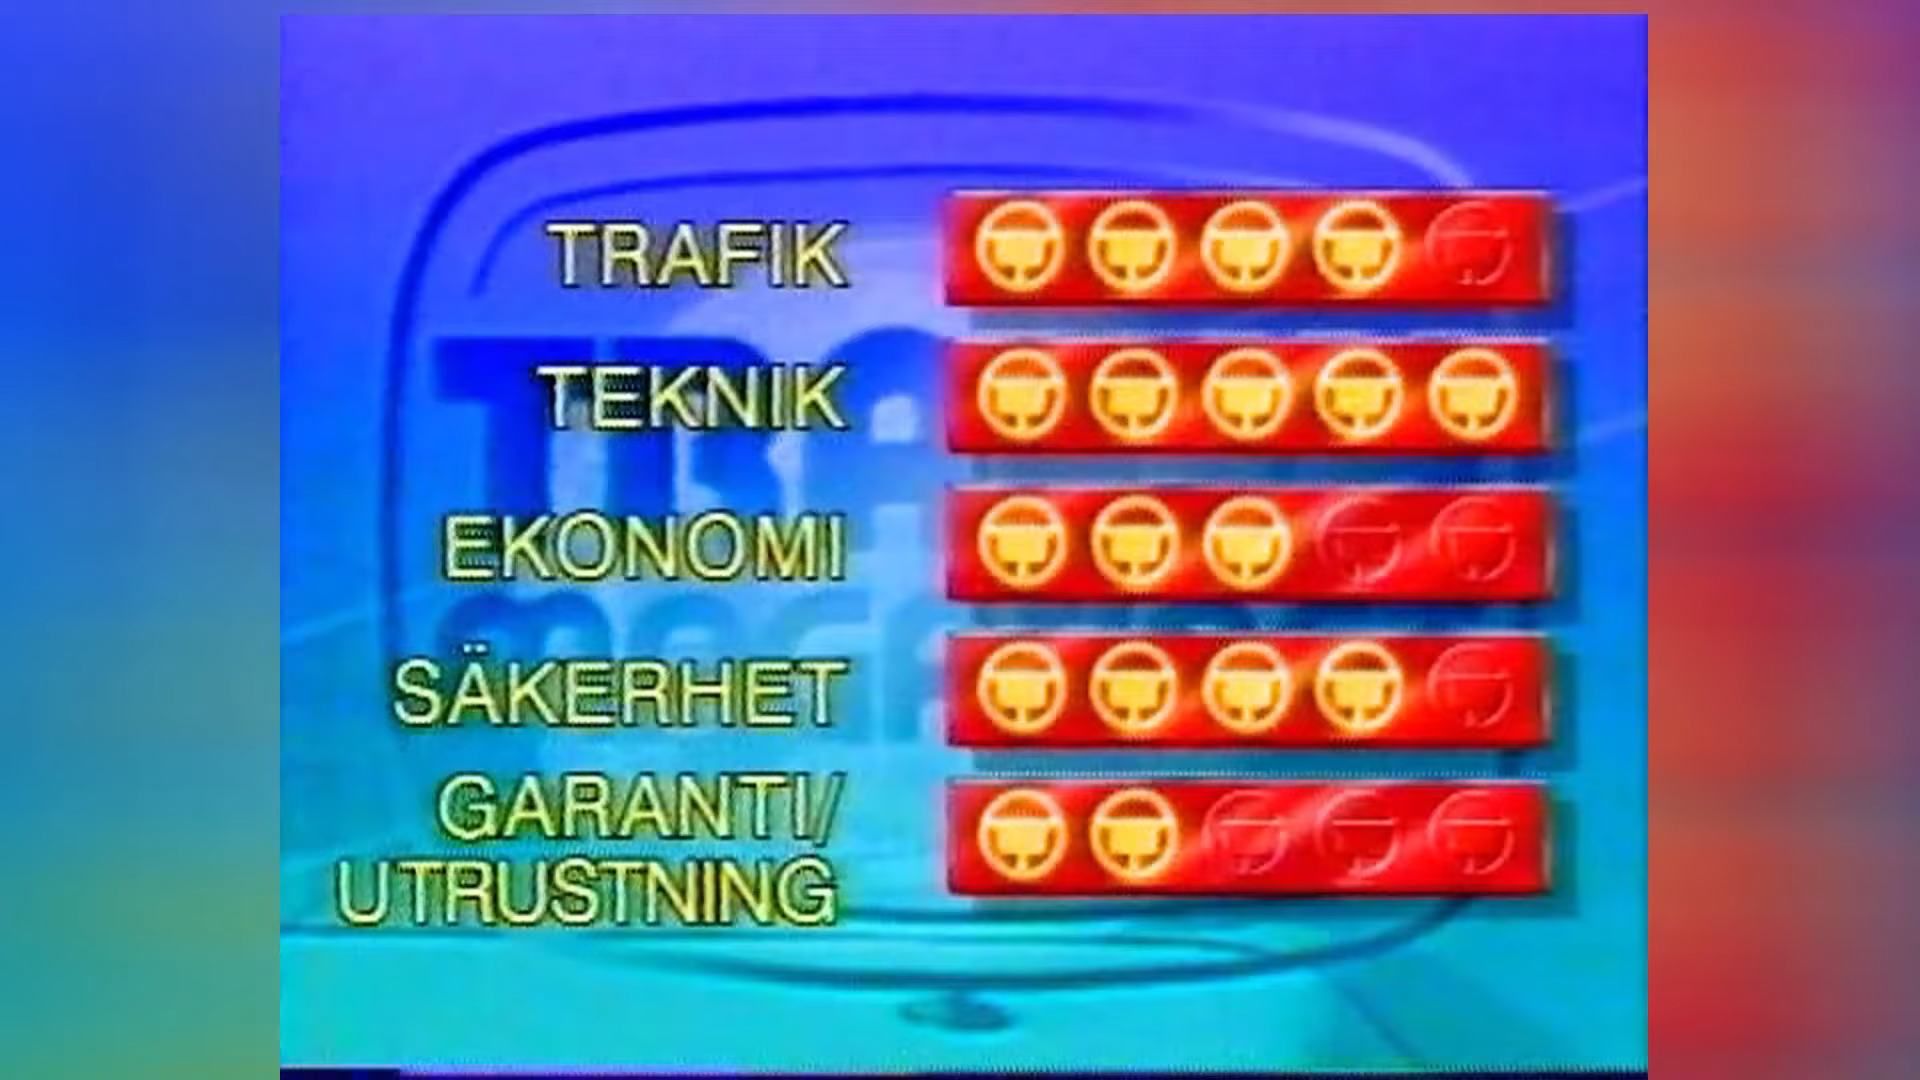 TRAFIK
TEKNIK
EKONOMI
SÄKERHET
GARANTI/
UTRUSTNING